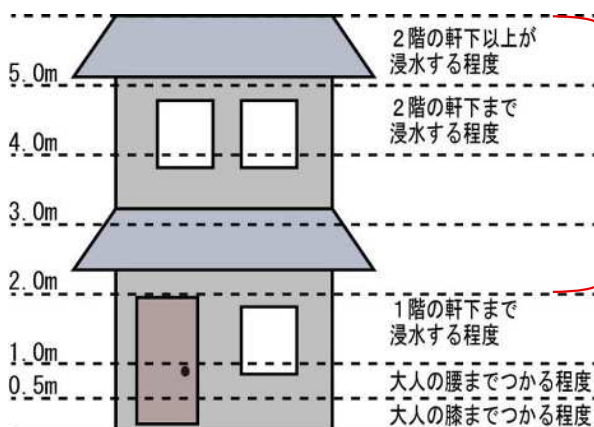 2階の軒下以上が
浸水する程度
5.0m
2階の軒下まで
浸水する程度
4.0m
3.0m
2.0m
1階の軒下まで
浸水する程度
1.0m
大人の腰までつかる程度
0.5m
大人の膝までつかる程度